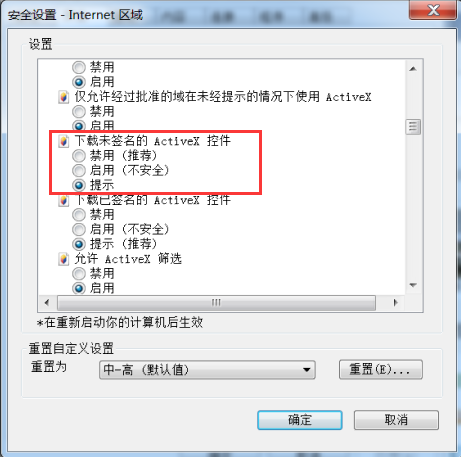 安全设置 - Internet 区域
设置
禁用
启用
仅允许经过批准的域在未经提示的情况下使用 ActiveX
禁用
启用
下载未签名的 ActiveX 控件
禁用 (推荐)
启用 (不安全)
提示
下载已签名的 ActiveX 控件
禁用
启用 (不安全)
提示 (推荐)
允许 ActiveX 筛选
禁用
启用
*在重新启动你的计算机后生效
重置自定义设置
重置为
中-高 (默认值)
重置(E)...
确定
取消